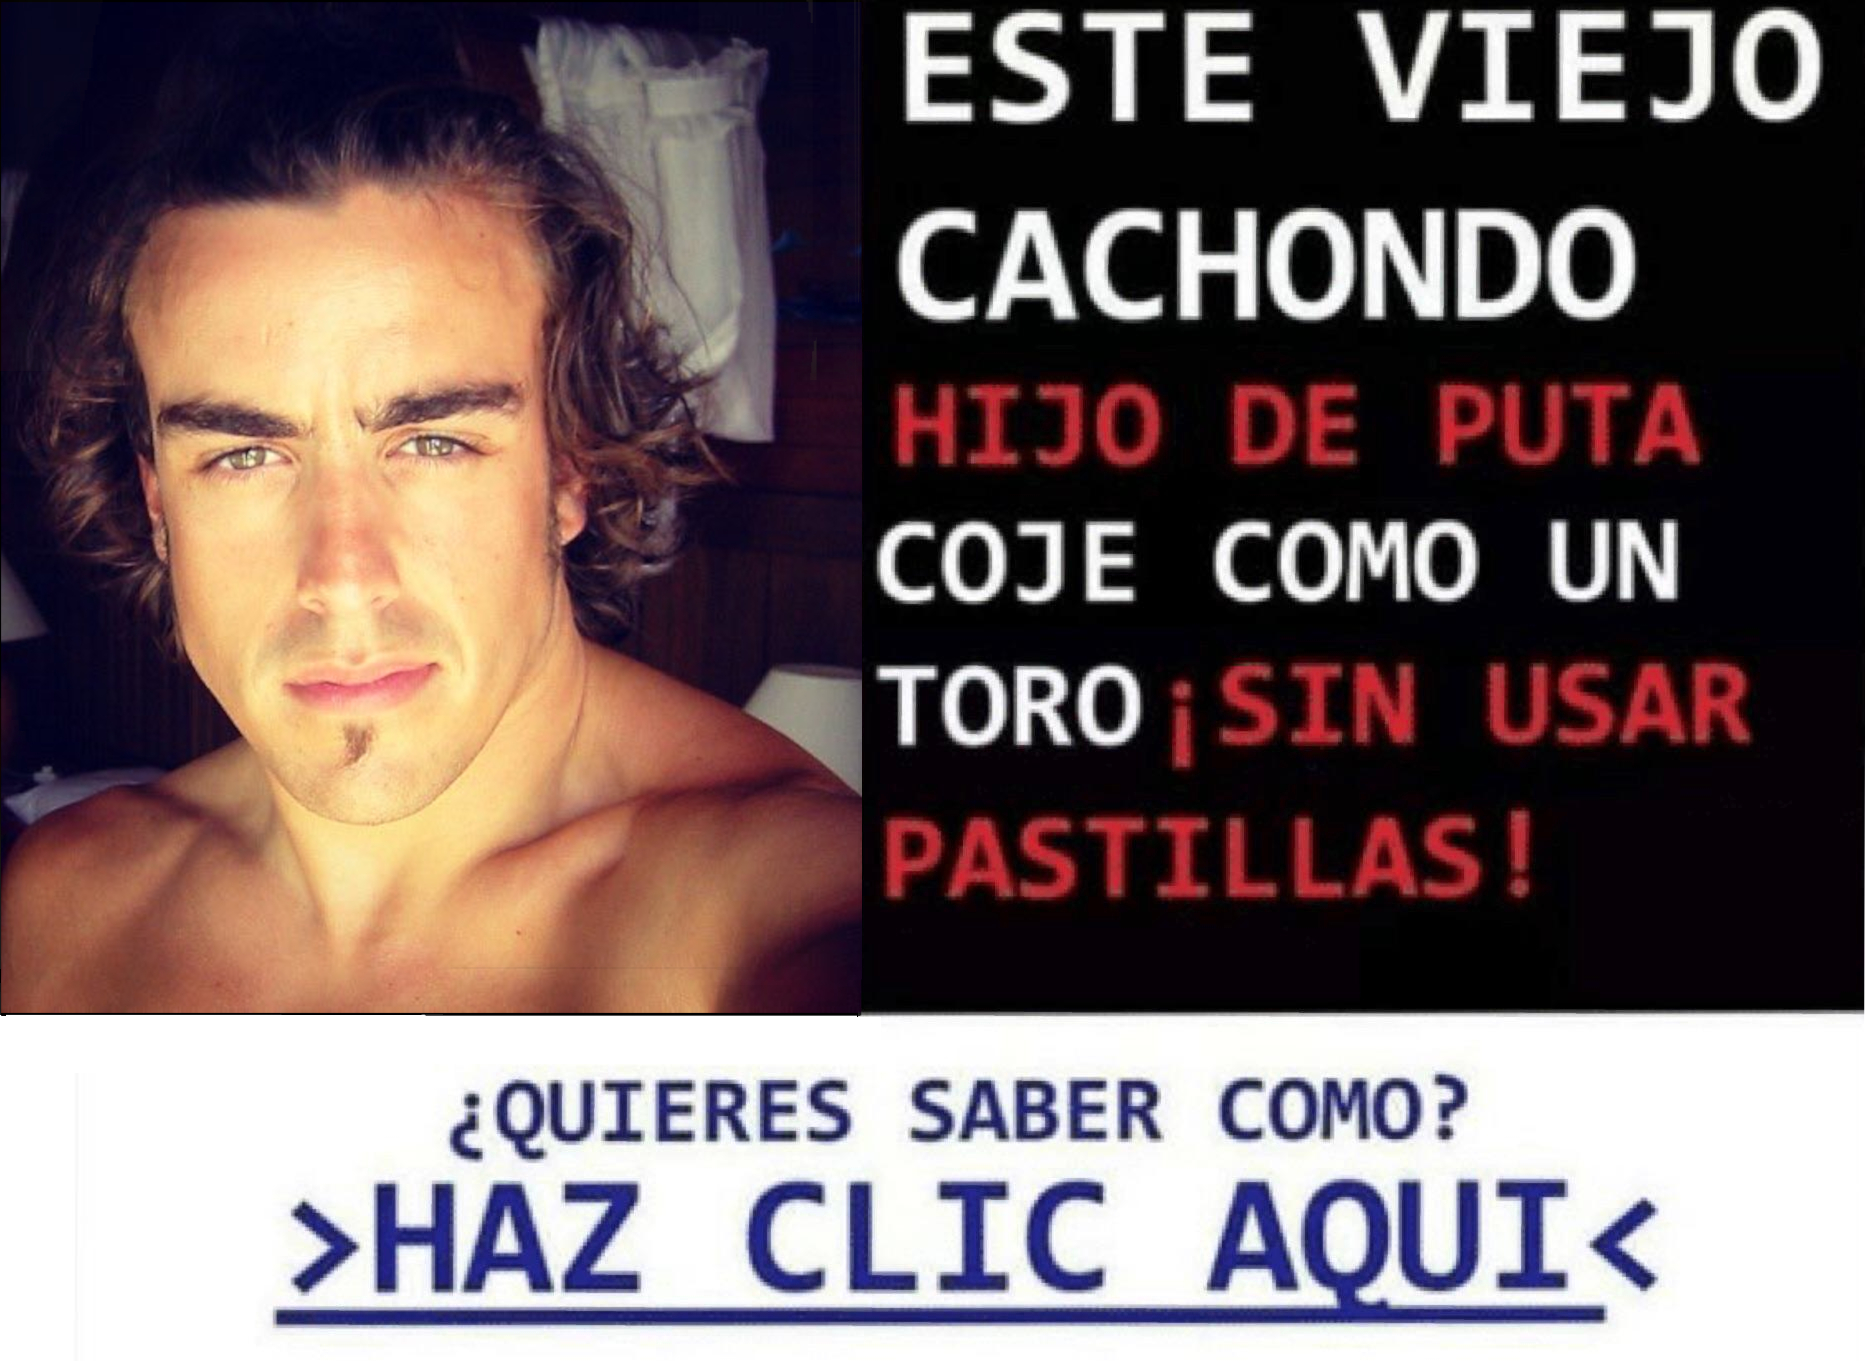 ESTE VIEJO
CACHONDO
HIJO DE PUTA
COJE COMO UN
TORO ¡SIN USAR
PASTILLAS!
¿QUIERES SABER COMO?
>HAZ CLIC AQUI<